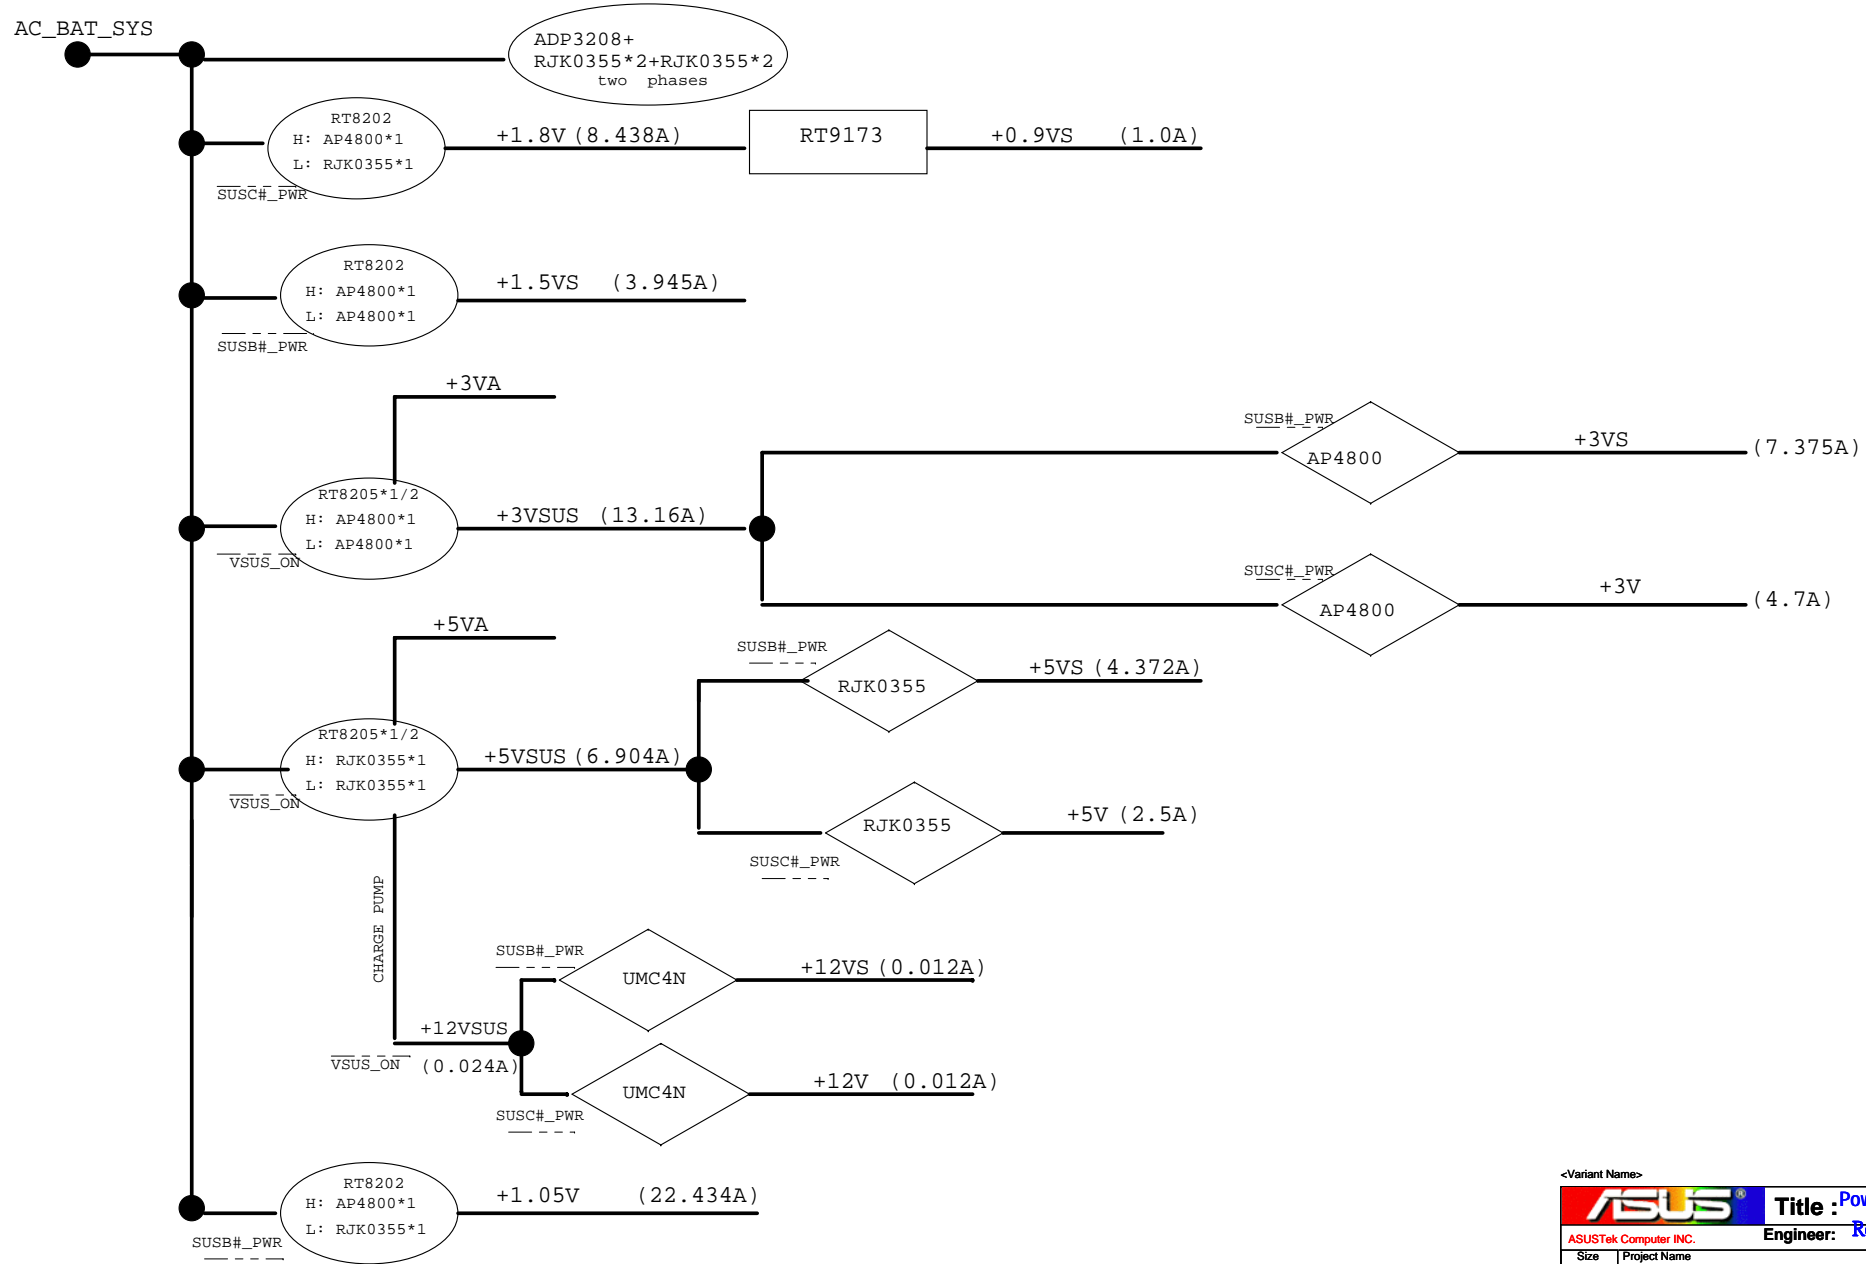 AC_BAT_SYS
ADP3208+
RJK0355*2+RJK0355*2
two phases
RT8202
H: AP4800*1
L: RJK0355*1
SUSC#_PWR
+1.8V (8.438A)
RT9173
+0.9VS (1.0A)
RT8202
H: AP4800*1
L: AP4800*1
SUSB#_PWR
+1.5VS (3.945A)
+3VA
RT8205*1/2
H: AP4800*1
L: AP4800*1
VSUS_ON
+3VSUS (13.16A)
SUSB#_PWR
AP4800
+3VS
(7.375A)
SUSC#_PWR
AP4800
+3V
(4.7A)
+5VA
RT8205*1/2
H: RJK0355*1
L: RJK0355*1
VSUS_ON
+5VSUS (6.904A)
SUSB#_PWR
RJK0355
+5VS (4.372A)
RJK0355
SUSC#_PWR
+5V (2.5A)
CHARGE PUMP
+12VSUS
VSUS_ON
(0.024A)
SUSB#_PWR
UMC4N
+12VS (0.012A)
UMC4N
SUSC#_PWR
+12V (0.012A)
RT8202
H: AP4800*1
L: RJK0355*1
SUSB#_PWR
+1.05V (22.434A)
<Variant Name>
ASUS®
Title :
ASUSTek Computer INC.
Engineer:
Size
Project Name